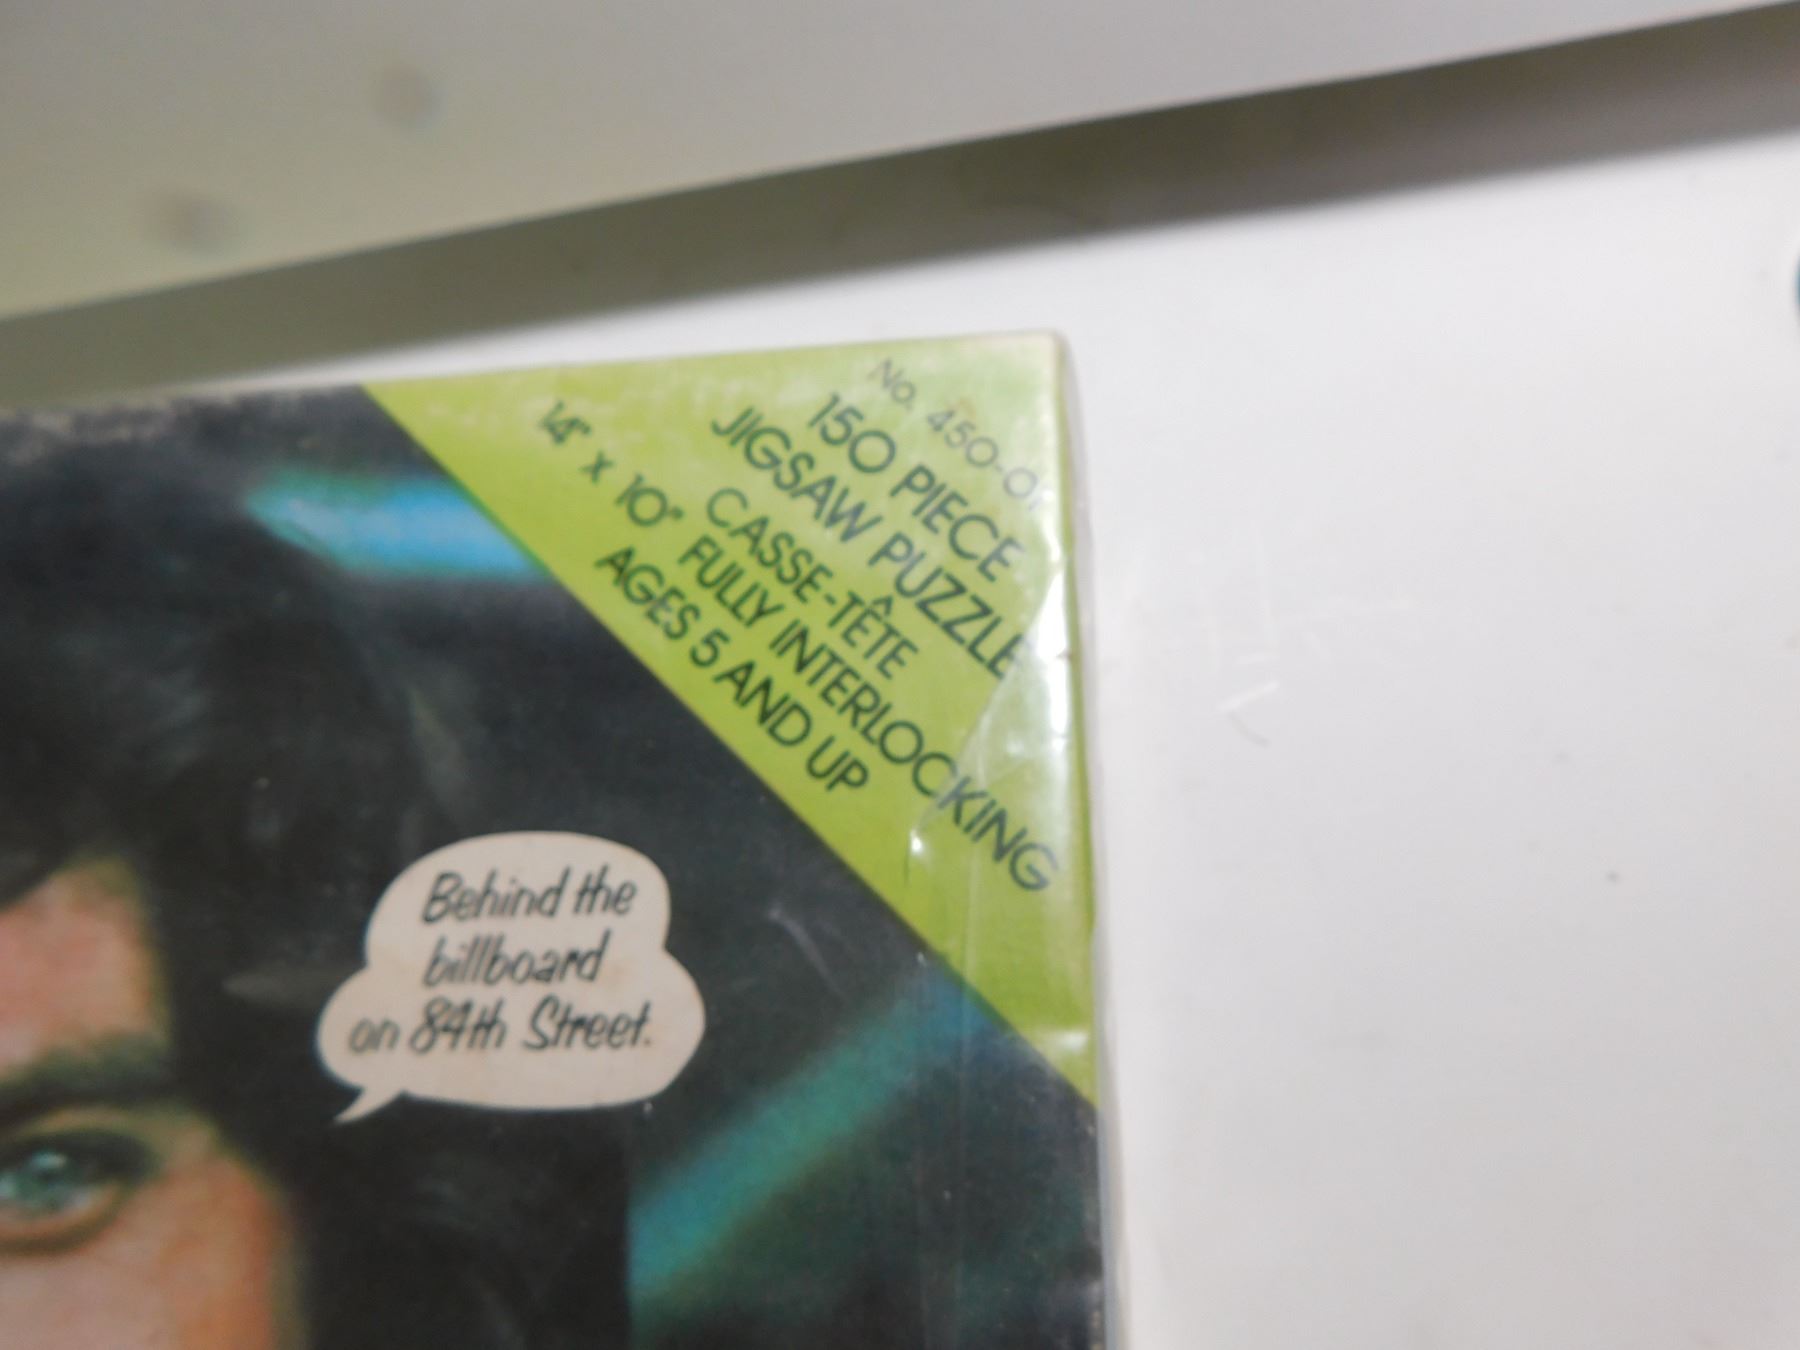 No. 450-01
150 PIECE
JIGSAW PUZZLE
CASSE-TÊTE
14" x 10" FULLY INTERLOCKING
AGES 5 AND UP
Behind the
billboard
on 84th Street.